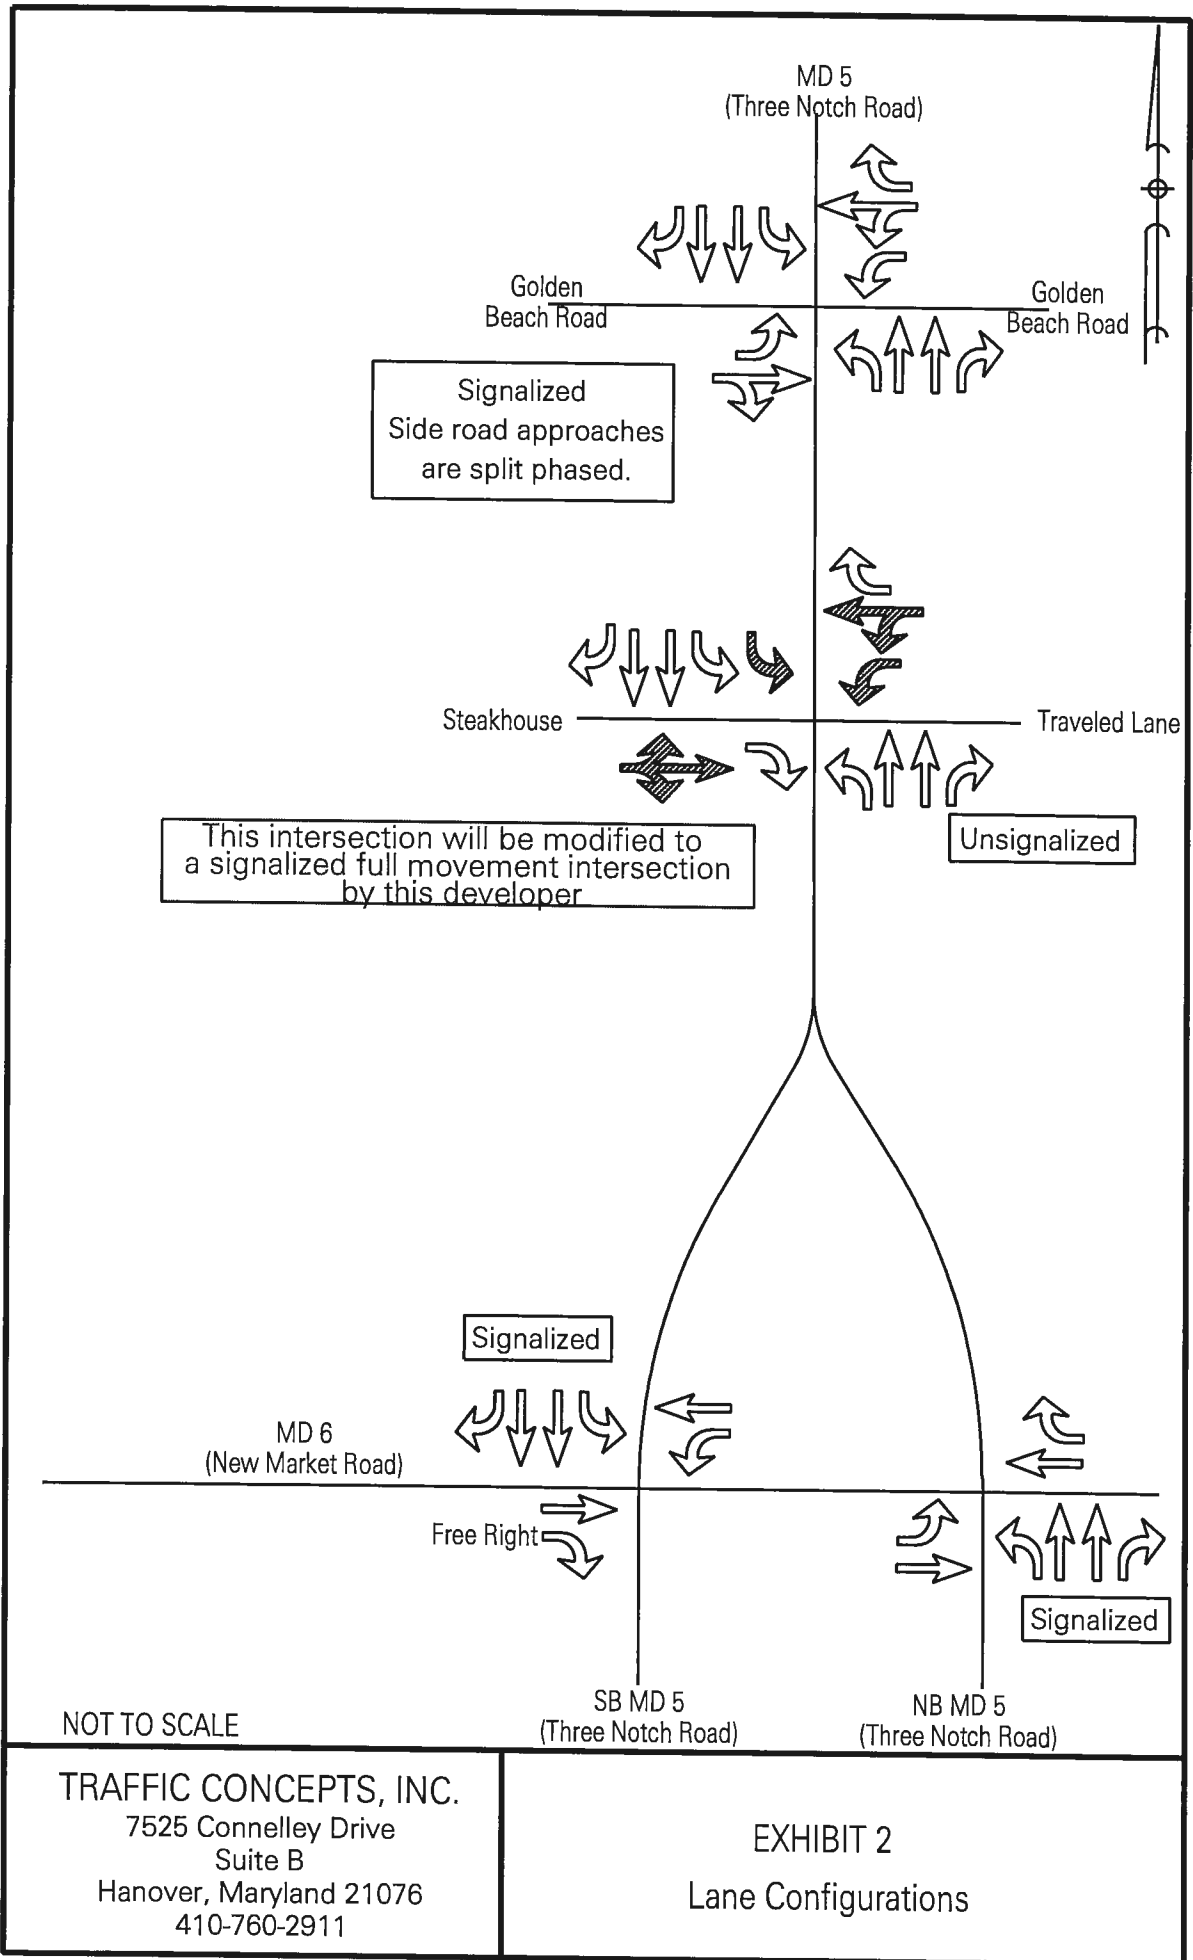 MD 5
(Three Notch Road)
Golden
Beach Road
Golden
Beach Road
Signalized
Side road approaches
are split phased.
Steakhouse
Traveled Lane
This intersection will be modified to
a signalized full movement intersection
by this developer
Unsignalized
Signalized
MD 6
(New Market Road)
Free Right
Signalized
SB MD 5
(Three Notch Road)
NB MD 5
(Three Notch Road)
NOT TO SCALE
TRAFFIC CONCEPTS, INC.
7525 Connelley Drive
Suite B
Hanover, Maryland 21076
410-760-2911
EXHIBIT 2
Lane Configurations